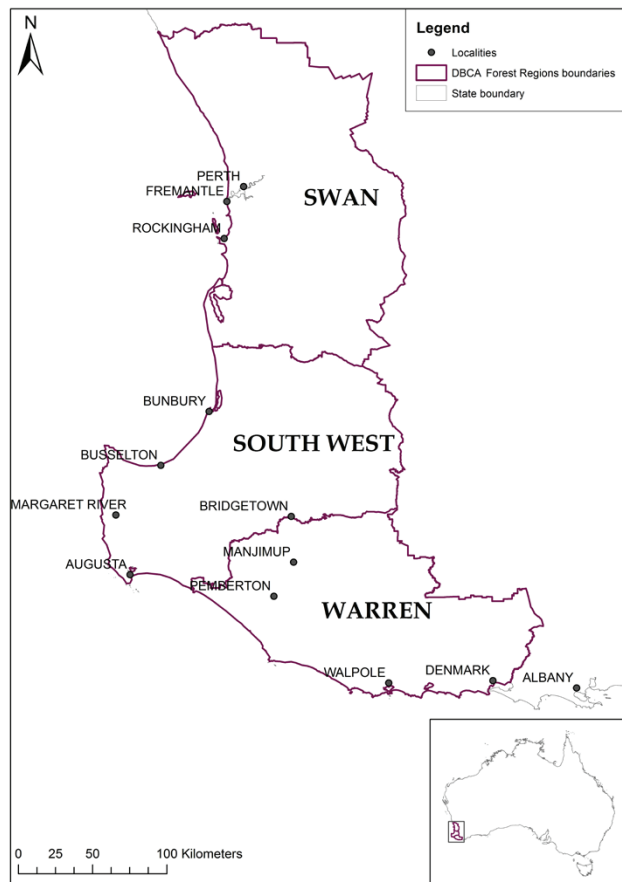 N
Legend
Localities
DBCA Forest Regions boundaries
State boundary
PERTH
FREMANTLE
SWAN
ROCKINGHAM
BUNBURY
SOUTH WEST
BUSSELTON
MARGARET RIVER
BRIDGETOWN
MANJIMUP
AUGUSTA
PEMBERTON
WARREN
WALPOLE
DENMARK
ALBANY
0 25 50 100 Kilometers